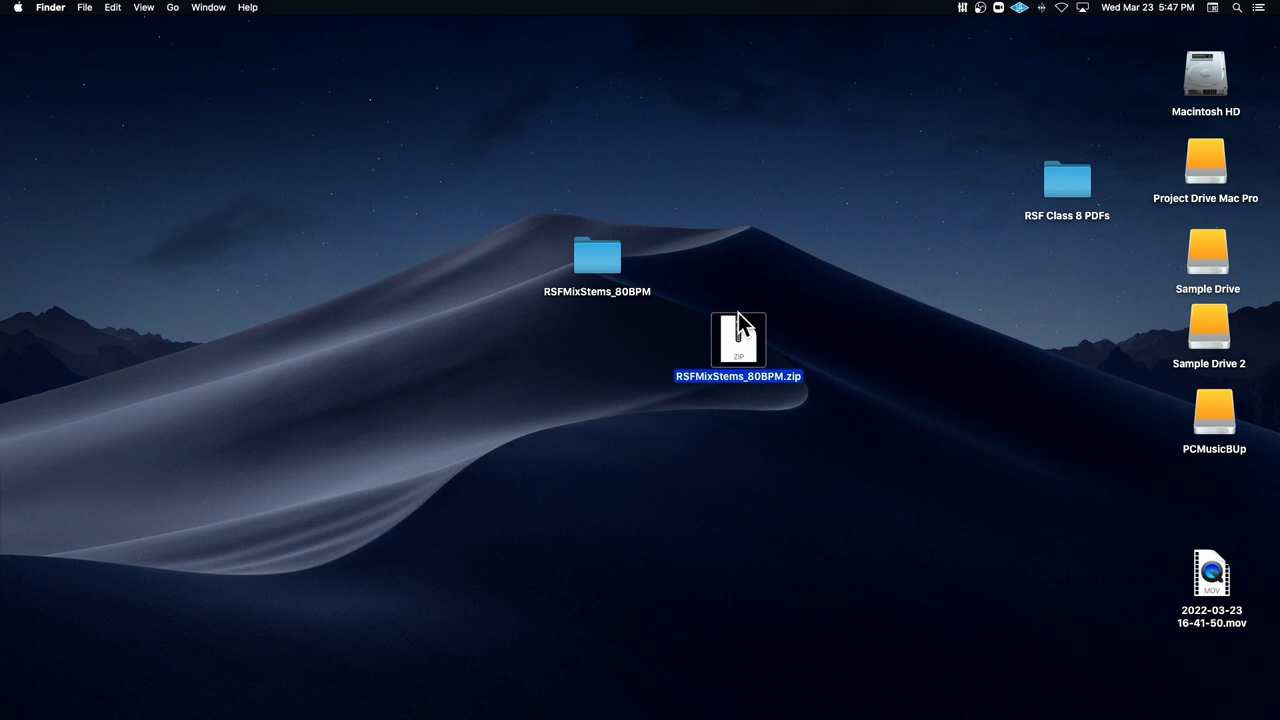 Finder File Edit View Go Window Help Wed Mar 23 5:47 PM
Macintosh HD
Project Drive Mac Pro
RSF Class 8 PDFs
Sample Drive
RSFMixStems_80BPM
ZIP
Sample Drive 2
RSFMixStems_80BPM.zip
PCMusicBUp
MOV
2022-03-23
16-41-50.mov